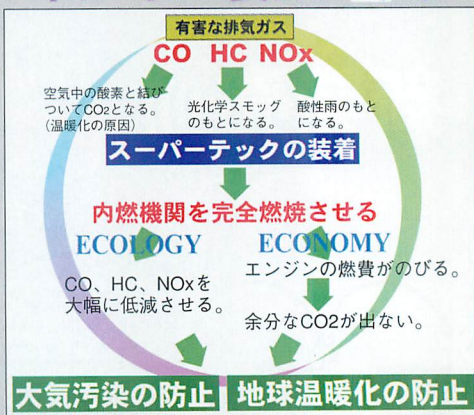 有害な排気ガス
CO HC NOx
空気中の酸素と結び
ついてCO2となる。
(温暖化の原因)
光化学スモッグ
のもとになる。
酸性雨のもと
になる。
スーパーテックの装着
内燃機関を完全燃焼させる
ECOLOGY
CO、HC、NOxを
大幅に低減させる。
ECONOMY
エンジンの燃費がのびる。
余分なCO2が出ない。
大気汚染の防止
地球温暖化の防止